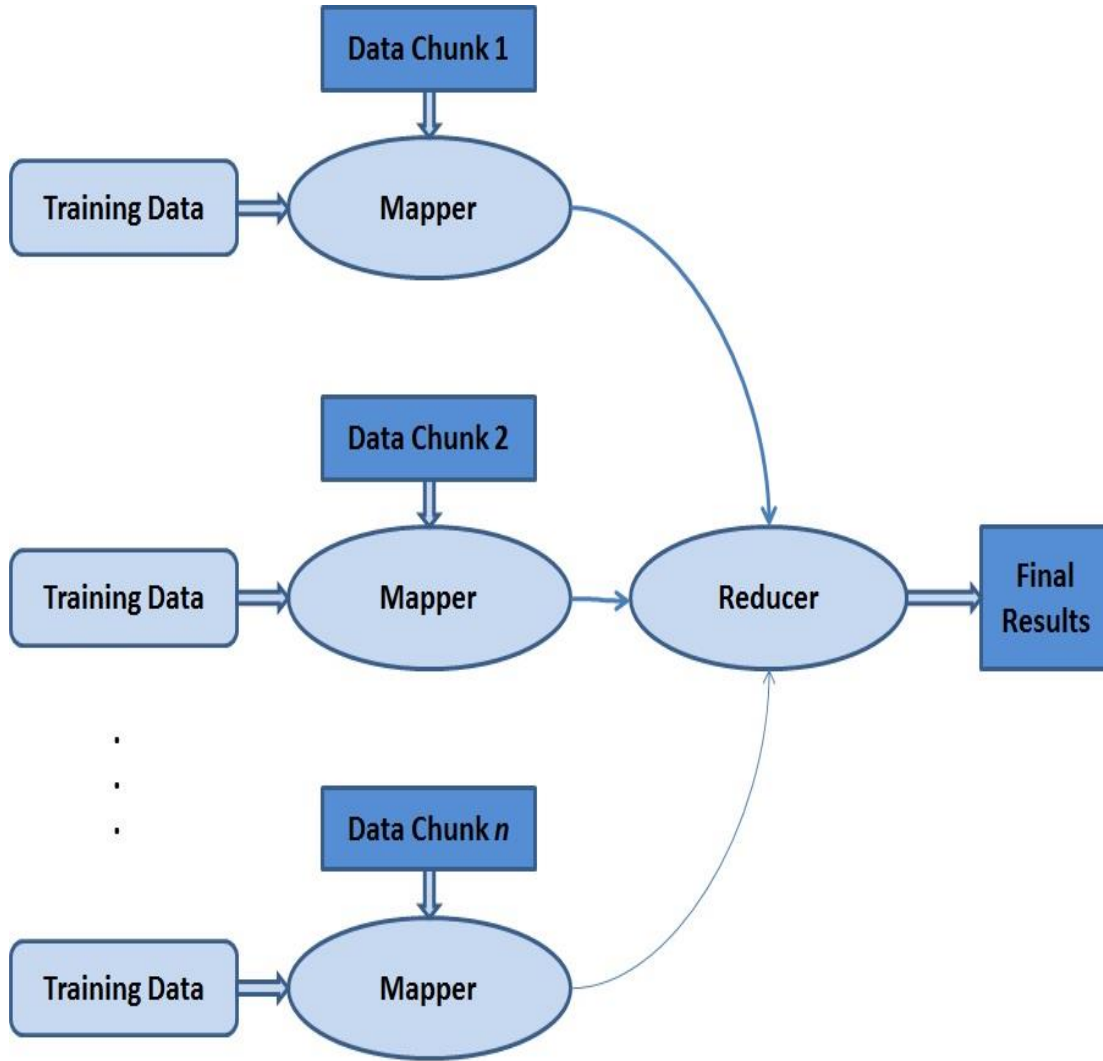 Data Chunk 1
Training Data
Mapper
Data Chunk 2
Training Data
Mapper
Reducer
Final
Results
.
.
.
Data Chunk n
Training Data
Mapper